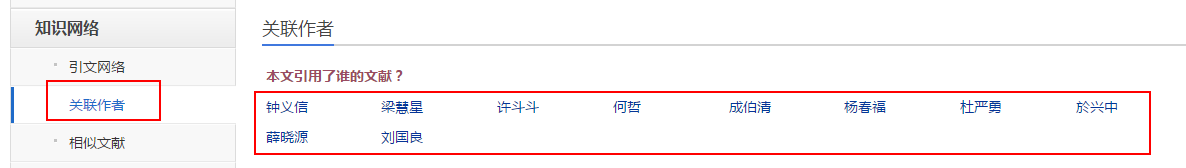 知识网络
引文网络
关联作者
相似文献
关联作者
本文引用了谁的文献？
钟义信 梁慧星 许斗斗 何哲 成伯清 杨春福 杜严勇 於兴中
薛晓源 刘国良